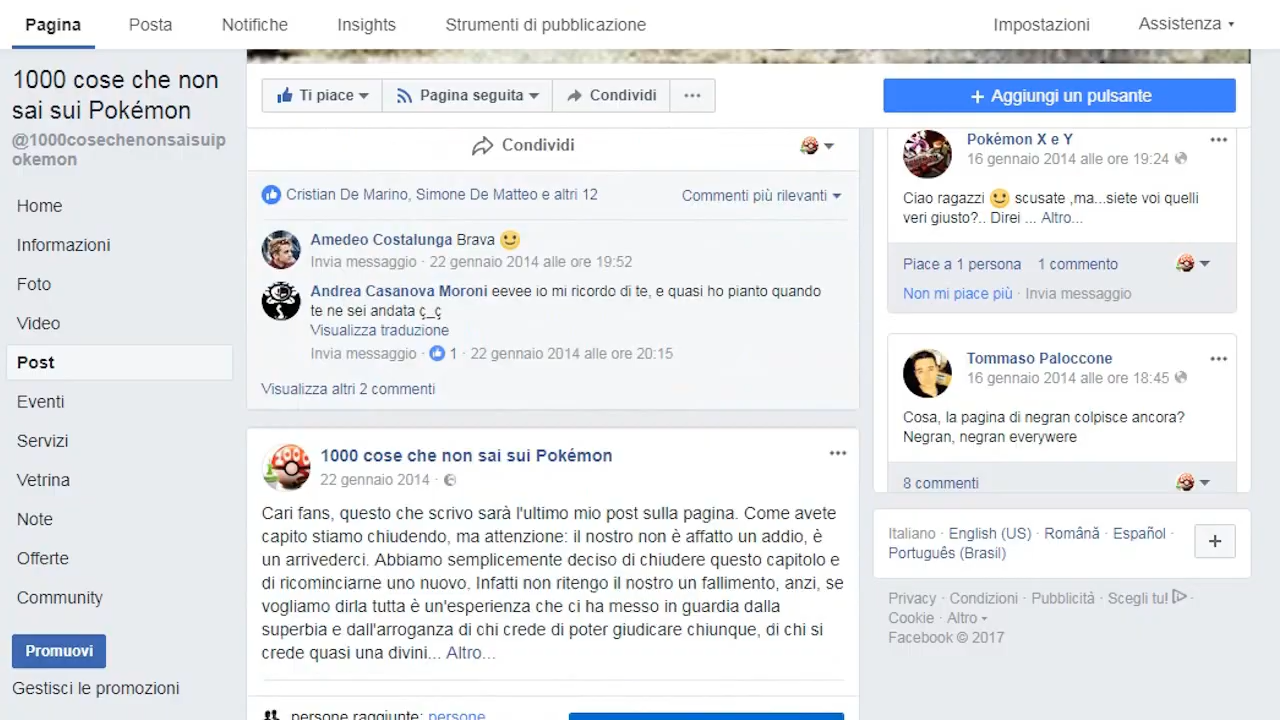 Pagina Posta Notifiche Insights Strumenti di pubblicazione Impostazioni Assistenza
1000 cose che non
sai sui Pokémon
@1000cosechenonsaisuip
okemon
Home
Informazioni
Foto
Video
Post
Eventi
Servizi
Vetrina
Note
Offerte
Community
Promuovi
Gestisci le promozioni
Ti piace Pagina seguita Condividi ... + Aggiungi un pulsante
Condividi
Cristian De Marino, Simone De Matteo e altri 12 Commenti più rilevanti
Amedeo Costalunga Brava
Invia messaggio · 22 gennaio 2014 alle ore 19:52
Andrea Casanova Moroni eevee io mi ricordo di te, e quasi ho pianto quando
te ne sei andata ç_ç
Visualizza traduzione
Invia messaggio · 1 · 22 gennaio 2014 alle ore 20:15
Visualizza altri 2 commenti
1000 cose che non sai sui Pokémon
22 gennaio 2014 ·
Cari fans, questo che scrivo sarà l'ultimo mio post sulla pagina. Come avete
capito stiamo chiudendo, ma attenzione: il nostro non è affatto un addio, è
un arrivederci. Abbiamo semplicemente deciso di chiudere questo capitolo e
di ricominciarne uno nuovo. Infatti non ritengo il nostro un fallimento, anzi, se
vogliamo dirla tutta è un'esperienza che ci ha messo in guardia dalla
superbia e dall'arroganza di chi crede di poter giudicare chiunque, di chi si
crede quasi una divini... Altro...
persone raggiunte: persone
Pokémon X e Y
16 gennaio 2014 alle ore 19:24
Ciao ragazzi scusate ,ma...siete voi quelli
veri giusto?.. Direi ... Altro...
Piace a 1 persona 1 commento
Non mi piace più · Invia messaggio
Tommaso Paloccone
16 gennaio 2014 alle ore 18:45
Cosa, la pagina di negran colpisce ancora?
Negran, negran everywere
8 commenti
Italiano · English (US) · Română · Español ·
Português (Brasil)
+
Privacy · Condizioni · Pubblicità · Scegli tu! ·
Cookie · Altro
Facebook © 2017